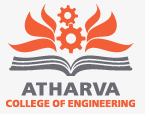 ATHARVA
COLLEGE OF ENGINEERING